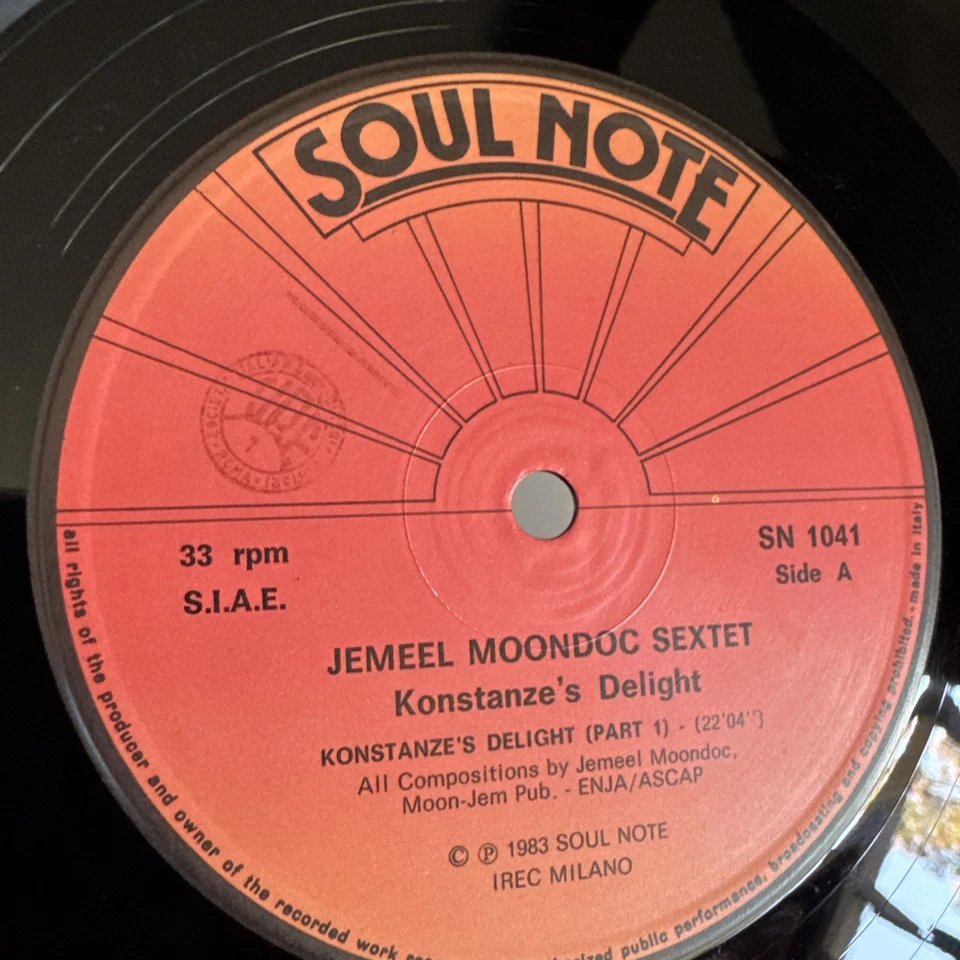 SOUL NOTE
33 rpm
S.I.A.E.
SN 1041
Side A
JEMEEL MOONDOC SEXTET
Konstanze's Delight
KONSTANZE'S DELIGHT (PART 1) - (22'04'')
All Compositions by Jemeel Moondoc,
Moon-Jem Pub. - ENJA/ASCAP
© ℗ 1983 SOUL NOTE
IREC MILANO
all rights of the producer and owner of the recorded work public performance, broadcasting and copying prohibited. - made in Italy